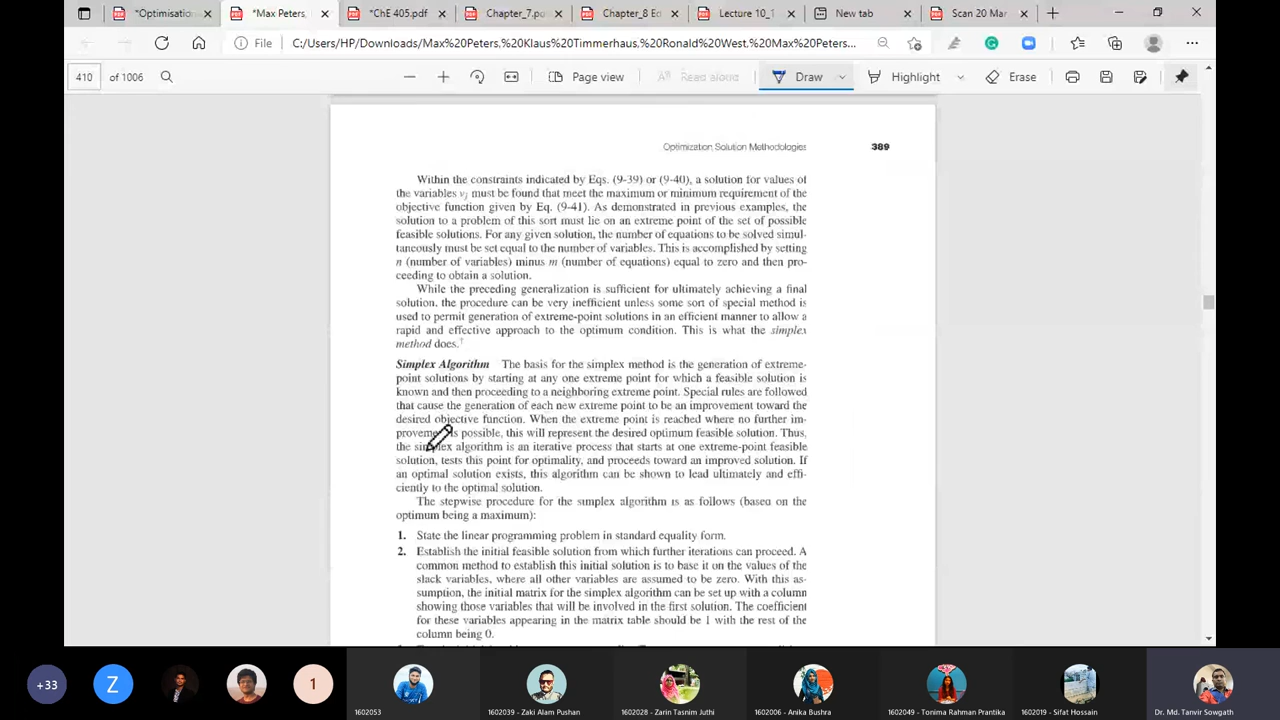 *Optimisation
*Max Peters,
*ChE 405.pdf
Chapter_7.p
Chapter_8 Ed
Lecture 10_1
New tab
Scan 20 Mar
File
C:/Users/HP/Downloads/Max%20Peters,%20Klaus%20Timmerhaus,%20Ronald%20West,%20Max%20Peters...
410 of 1006
Page view
Read aloud
Draw
Highlight
Erase
Optimization Solution Methodologies 389
Within the constraints indicated by Eqs. (9-39) or (9-40), a solution for values of
the variables vj must be found that meet the maximum or minimum requirement of the
objective function given by Eq. (9-41). As demonstrated in previous examples, the
solution to a problem of this sort must lie on an extreme point of the set of possible
feasible solutions. For any given solution, the number of equations to be solved simul-
taneously must be set equal to the number of variables. This is accomplished by setting
n (number of variables) minus m (number of equations) equal to zero and then pro-
ceeding to obtain a solution.
While the preceding generalization is sufficient for ultimately achieving a final
solution, the procedure can be very inefficient unless some sort of special method is
used to permit generation of extreme-point solutions in an efficient manner to allow a
rapid and effective approach to the optimum condition. This is what the simplex
method does.†
Simplex Algorithm The basis for the simplex method is the generation of extreme-
point solutions by starting at any one extreme point for which a feasible solution is
known and then proceeding to a neighboring extreme point. Special rules are followed
that cause the generation of each new extreme point to be an improvement toward the
desired objective function. When the extreme point is reached where no further im-
provement is possible, this will represent the desired optimum feasible solution. Thus,
the simplex algorithm is an iterative process that starts at one extreme-point feasible
solution, tests this point for optimality, and proceeds toward an improved solution. If
an optimal solution exists, this algorithm can be shown to lead ultimately and effi-
ciently to the optimal solution.
The stepwise procedure for the simplex algorithm is as follows (based on the
optimum being a maximum):
1. State the linear programming problem in standard equality form.
2. Establish the initial feasible solution from which further iterations can proceed. A
common method to establish this initial solution is to base it on the values of the
slack variables, where all other variables are assumed to be zero. With this as-
sumption, the initial matrix for the simplex algorithm can be set up with a column
showing those variables that will be involved in the first solution. The coefficient
for these variables appearing in the matrix table should be 1 with the rest of the
column being 0.
+33
Z
1
1602053
1602039 - Zaki Alam Pushan
1602028 - Zarin Tasnim Juthi
1602006 - Anika Bushra
1602049 - Tonima Rahman Prantika
1602019 - Sifat Hossain
Dr. Md. Tanvir Sowgath